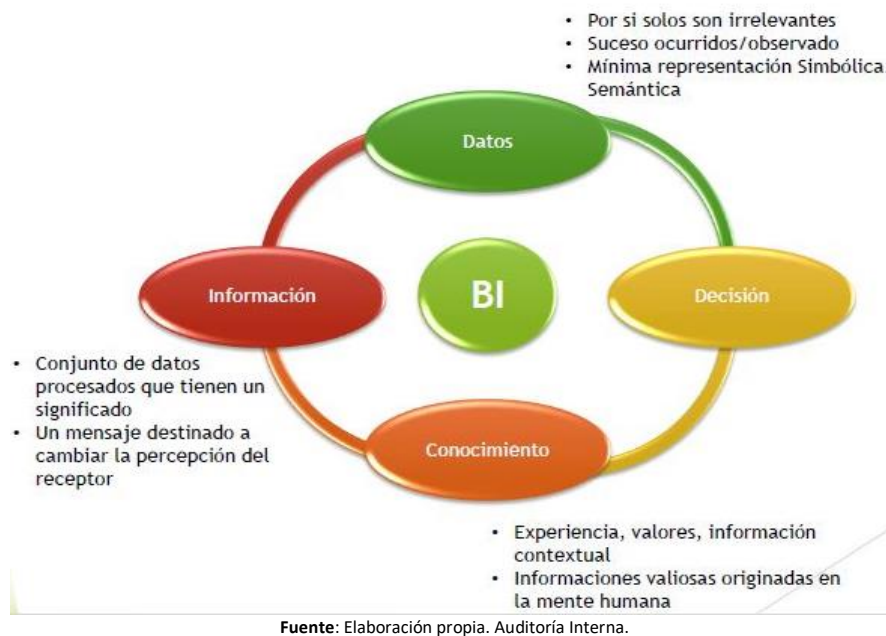 • Por si solos son irrelevantes
• Suceso ocurridos/observado
• Mínima representación Simbólica
Semántica
Datos
Información
BI
Decisión
• Conjunto de datos
procesados que tienen un
significado
• Un mensaje destinado a
cambiar la percepción del
receptor
Conocimiento
• Experiencia, valores, información
contextual
• Informaciones valiosas originadas en
la mente humana
Fuente: Elaboración propia. Auditoría Interna.